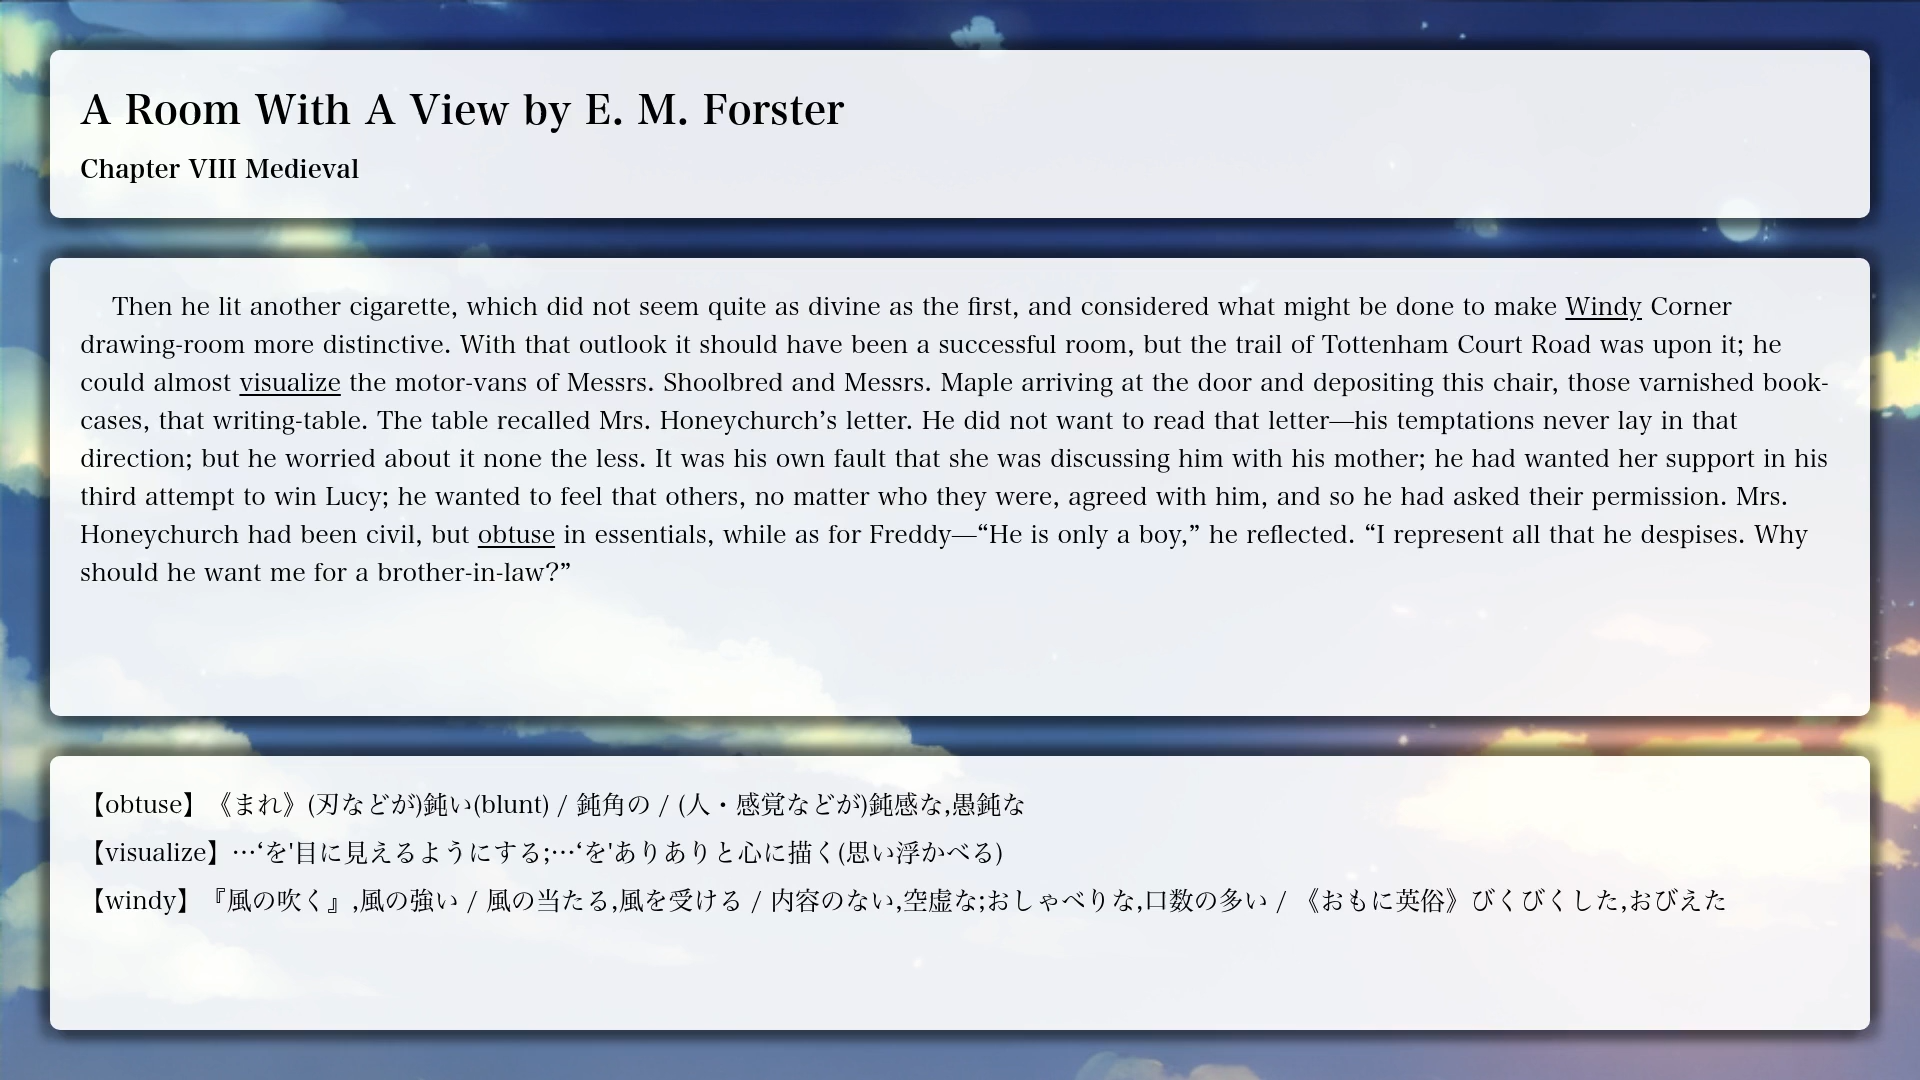 A Room With A View by E. M. Forster
Chapter VIII Medieval
Then he lit another cigarette, which did not seem quite as divine as the first, and considered what might be done to make Windy Corner
drawing-room more distinctive. With that outlook it should have been a successful room, but the trail of Tottenham Court Road was upon it; he
could almost visualize the motor-vans of Messrs. Shoolbred and Messrs. Maple arriving at the door and depositing this chair, those varnished book-
cases, that writing-table. The table recalled Mrs. Honeychurch’s letter. He did not want to read that letter—his temptations never lay in that
direction; but he worried about it none the less. It was his own fault that she was discussing him with his mother; he had wanted her support in his
third attempt to win Lucy; he wanted to feel that others, no matter who they were, agreed with him, and so he had asked their permission. Mrs.
Honeychurch had been civil, but obtuse in essentials, while as for Freddy—“He is only a boy,” he reflected. “I represent all that he despises. Why
should he want me for a brother-in-law?”
【obtuse】《まれ》(刃などが)鈍い(blunt) / 鈍角の / (人・感覚などが)鈍感な,愚鈍な
【visualize】…‘を'目に見えるようにする;…‘を'ありありと心に描く(思い浮かべる)
【windy】『風の吹く』,風の強い / 風の当たる,風を受ける / 内容のない,空虚な;おしゃべりな,口数の多い / 《おもに英俗》びくびくした,おびえた